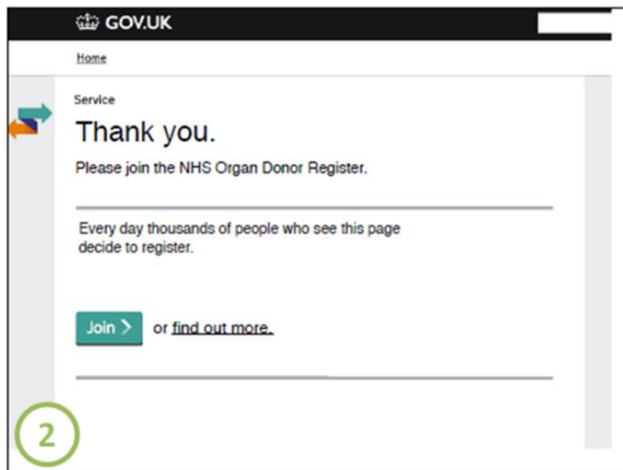 GOV.UK
Home
Service
Thank you.
Please join the NHS Organ Donor Register.
Every day thousands of people who see this page
decide to register.
Join > or find out more.
2